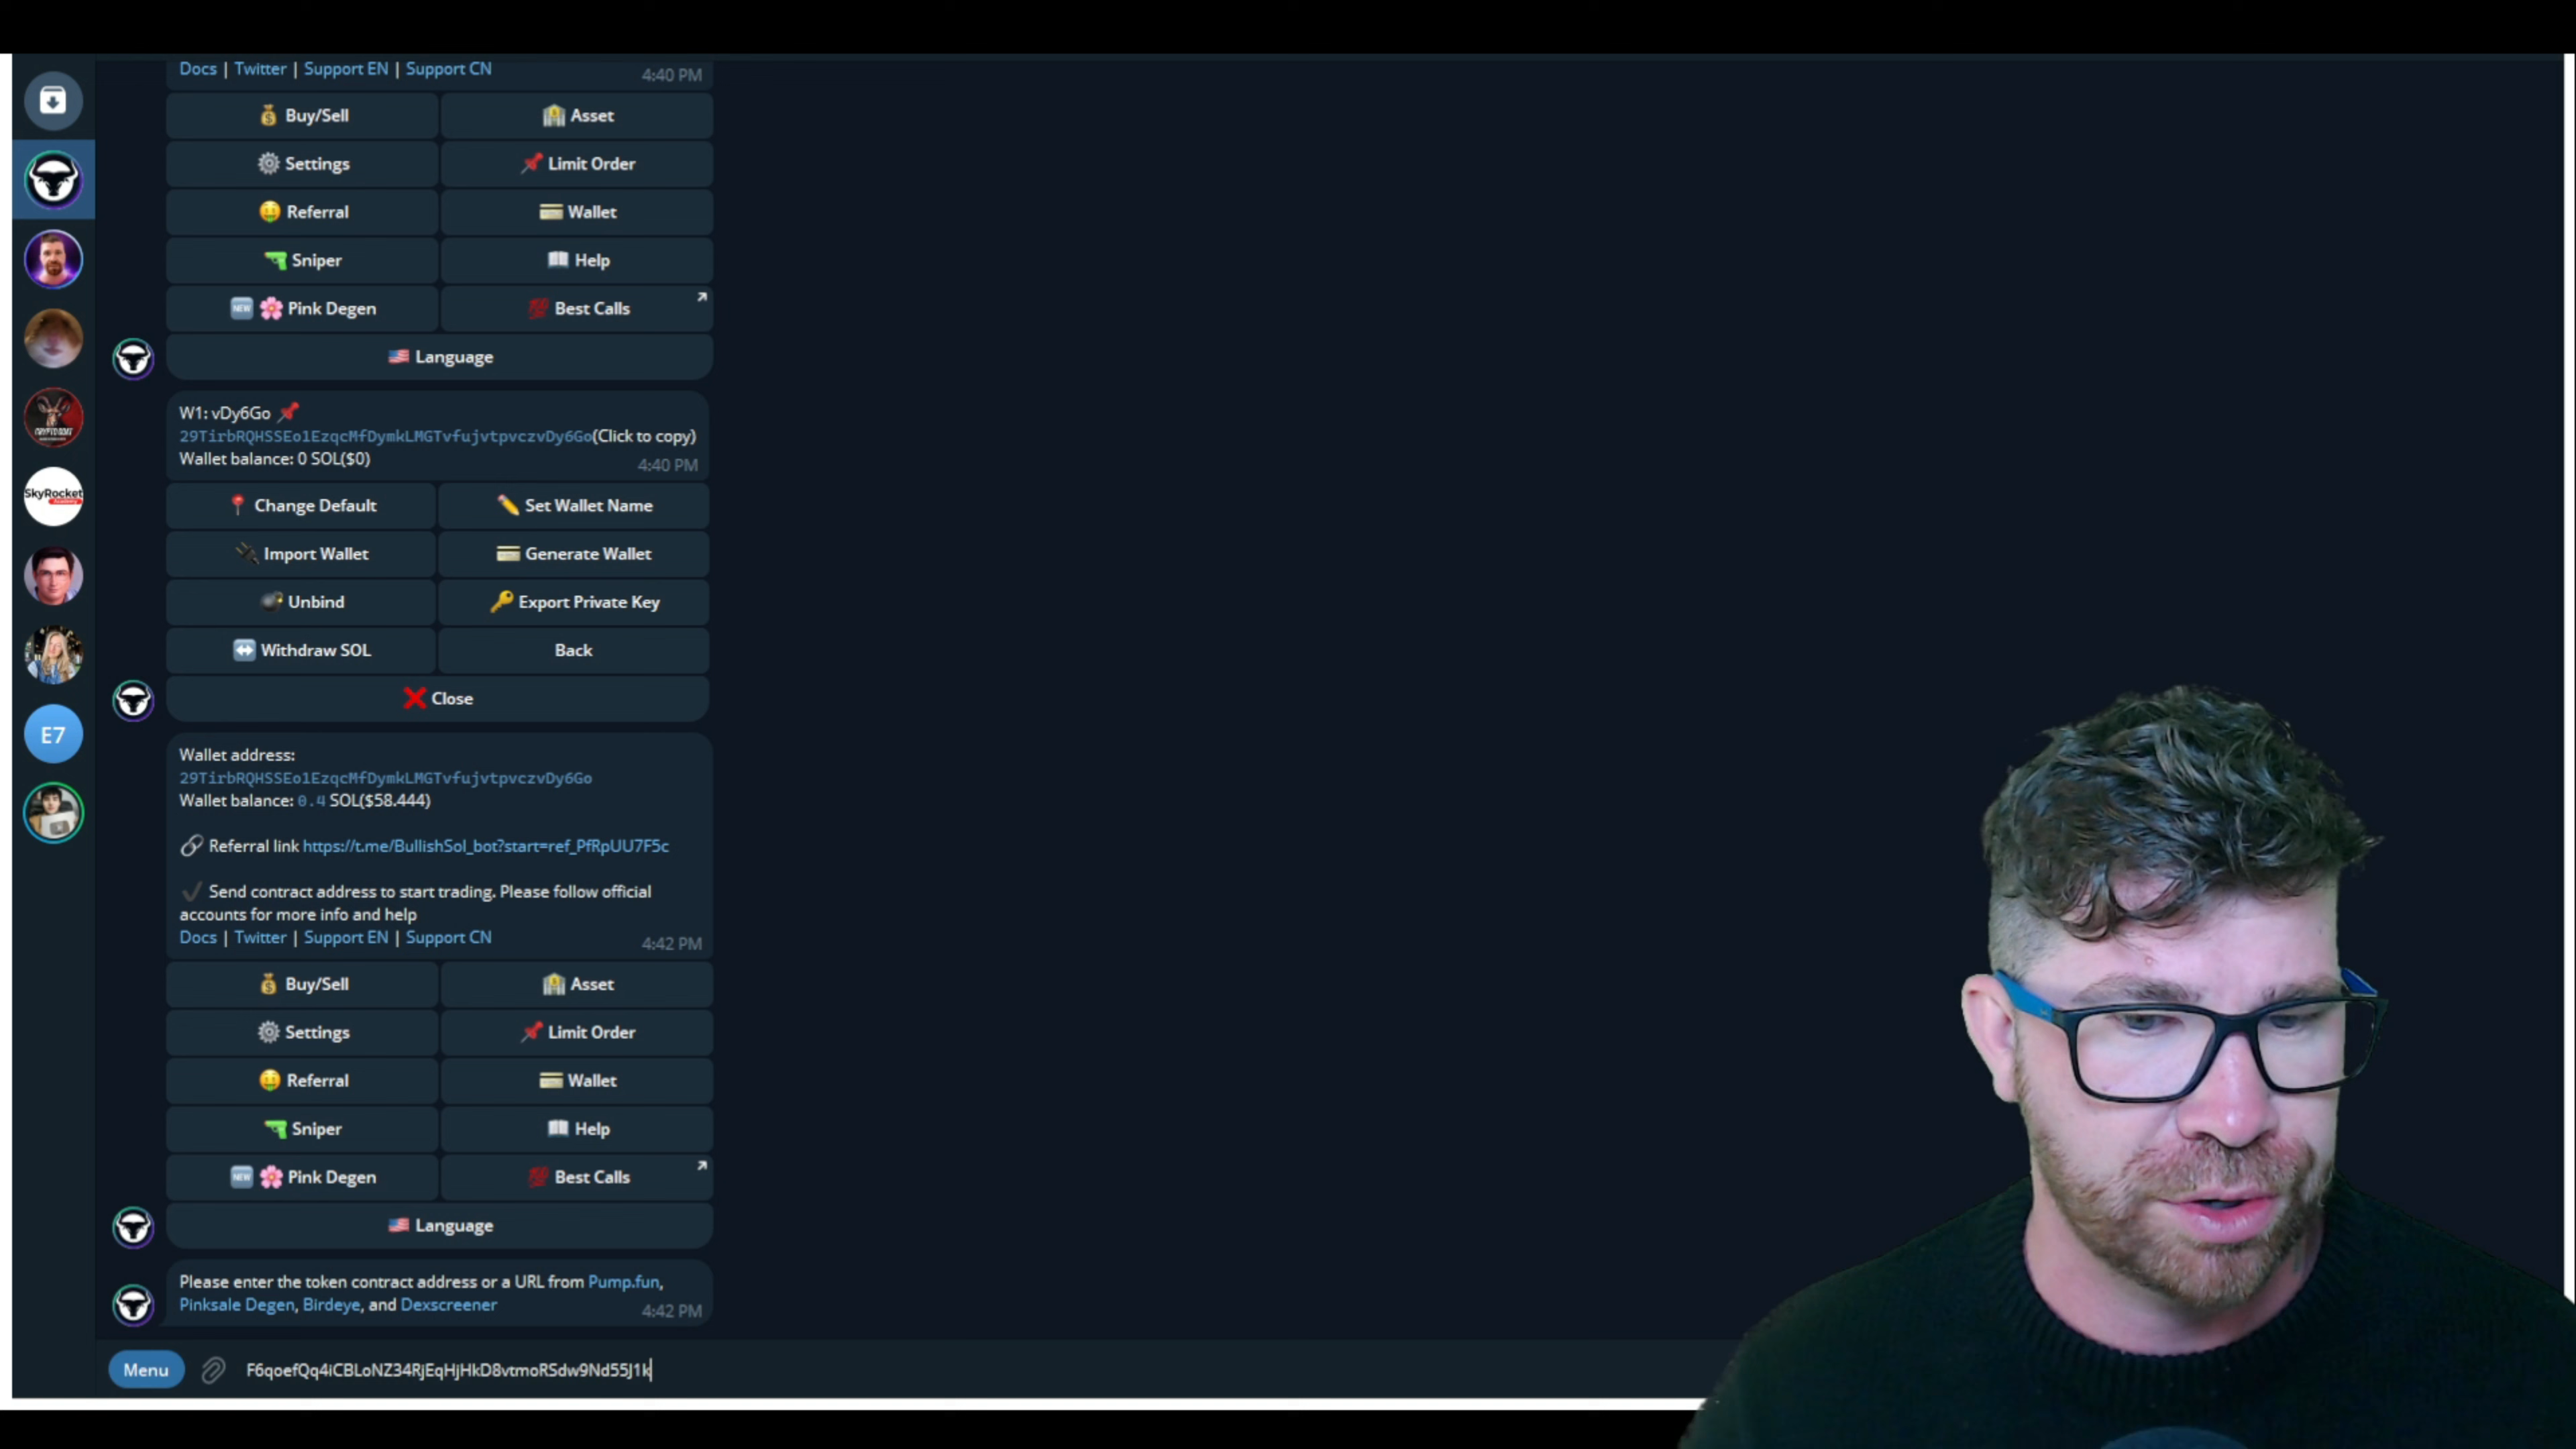 Docs | Twitter | Support EN | Support CN
4:40 PM
💰 Buy/Sell
Asset
⚙️ Settings
📌 Limit Order
🤑 Referral
💳 Wallet
🔫 Sniper
📖 Help
🆕 🌸 Pink Degen
💯 Best Calls
🇺🇸 Language
W1: vDy6Go 📌
29TirbRQHSSEo1EzqcMfDymkLMGTvfujvtpvczvDy6Go(Click to copy)
Wallet balance: 0 SOL($0)
4:40 PM
📍 Change Default
✏️ Set Wallet Name
🔌 Import Wallet
💳 Generate Wallet
💣 Unbind
🔑 Export Private Key
↔️ Withdraw SOL
Back
❌ Close
Wallet address:
29TirbRQHSSEo1EzqcMfDymkLMGTvfujvtpvczvDy6Go
Wallet balance: 0.4 SOL($58.444)
🔗 Referral link https://t.me/BullishSol_bot?start=ref_PfRpUU7F5c
✔️ Send contract address to start trading. Please follow official
accounts for more info and help
Docs | Twitter | Support EN | Support CN
4:42 PM
💰 Buy/Sell
Asset
⚙️ Settings
📌 Limit Order
🤑 Referral
💳 Wallet
🔫 Sniper
📖 Help
🆕 🌸 Pink Degen
💯 Best Calls
🇺🇸 Language
Please enter the token contract address or a URL from Pump.fun,
Pinksale Degen, Birdeye, and Dexscreener
4:42 PM
Menu
F6qoefQq4iCBLoNZ34RjEqHjHkD8vtmoRSdw9Nd55J1k
CRYPTO GOAT
SkyRocket
E7